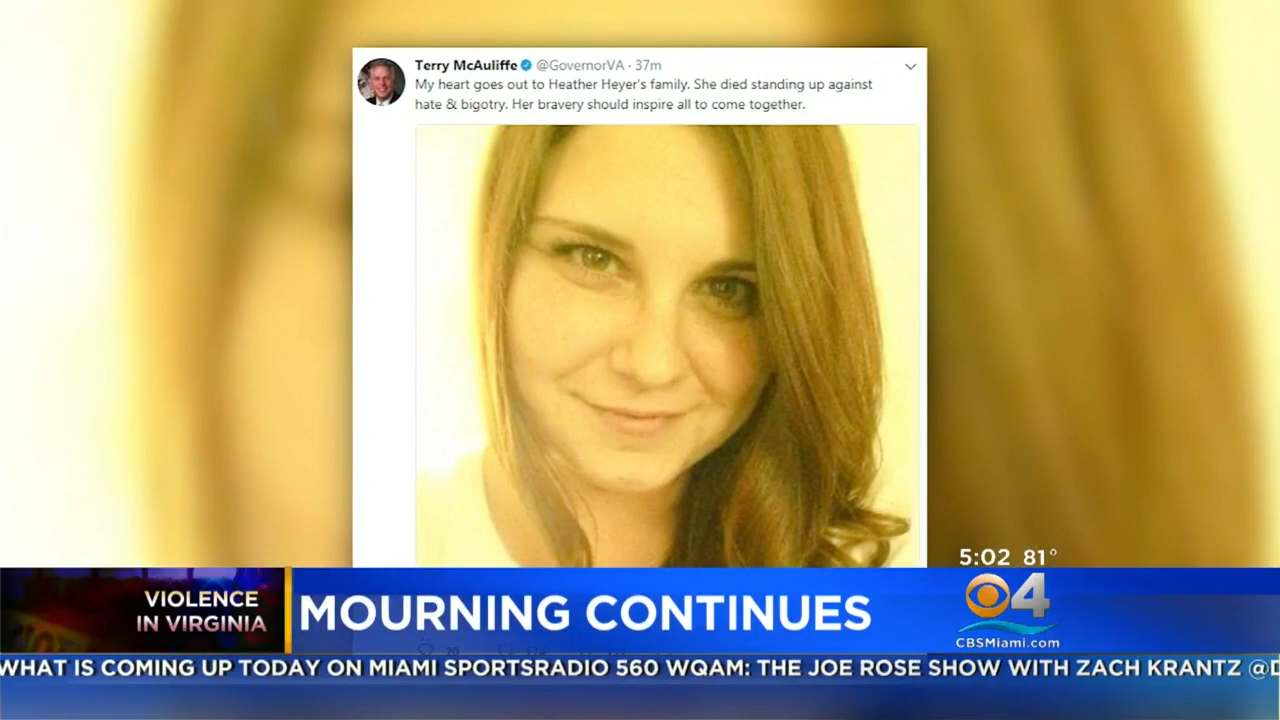 Terry McAuliffe @GovernorVA · 37m
My heart goes out to Heather Heyer's family. She died standing up against
hate & bigotry. Her bravery should inspire all to come together.
5:02 81°
4
CBSMiami.com
VIOLENCE
IN VIRGINIA
MOURNING CONTINUES
WHAT IS COMING UP TODAY ON MIAMI SPORTSRADIO 560 WQAM: THE JOE ROSE SHOW WITH ZACH KRANTZ @D